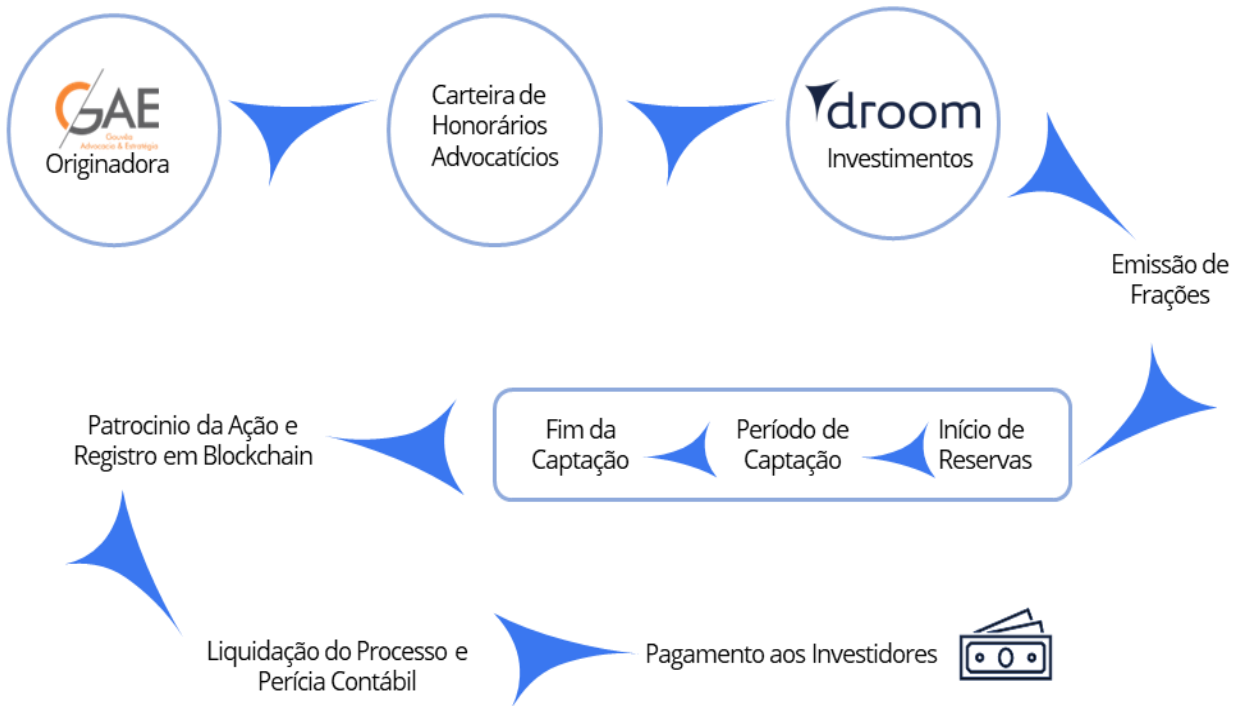 GAE
Gouvêa
Advocacia & Estratégia
Originadora
Carteira de
Honorários
Advocatícios
droom
Investimentos
Emissão de
Frações
Início de
Reservas
Período de
Captação
Fim da
Captação
Patrocinio da Ação e
Registro em Blockchain
Liquidação do Processo e
Perícia Contábil
Pagamento aos Investidores